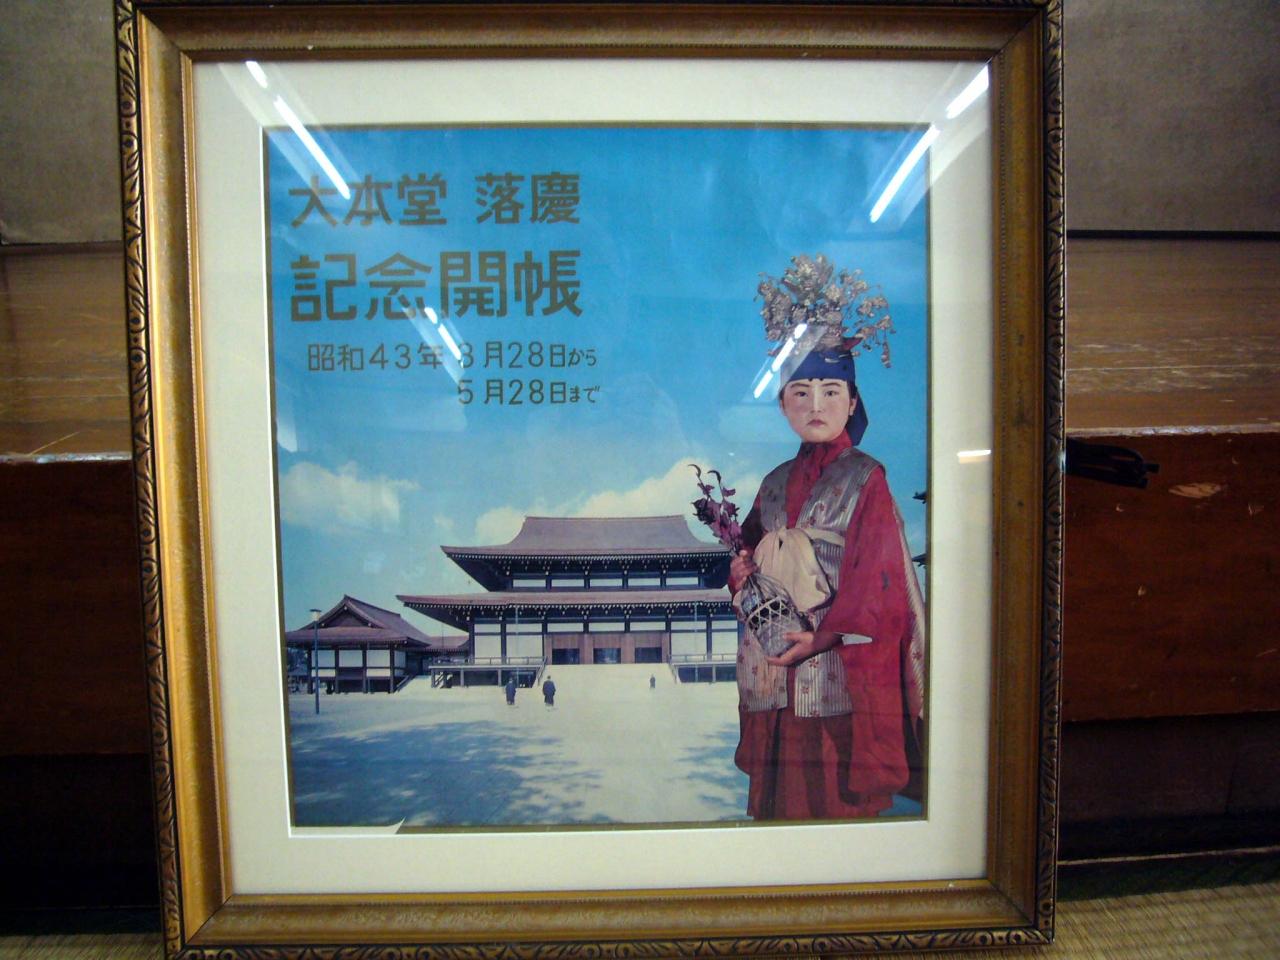 大本堂 落慶
記念開帳
昭和43年3月28日から
5月28日まで